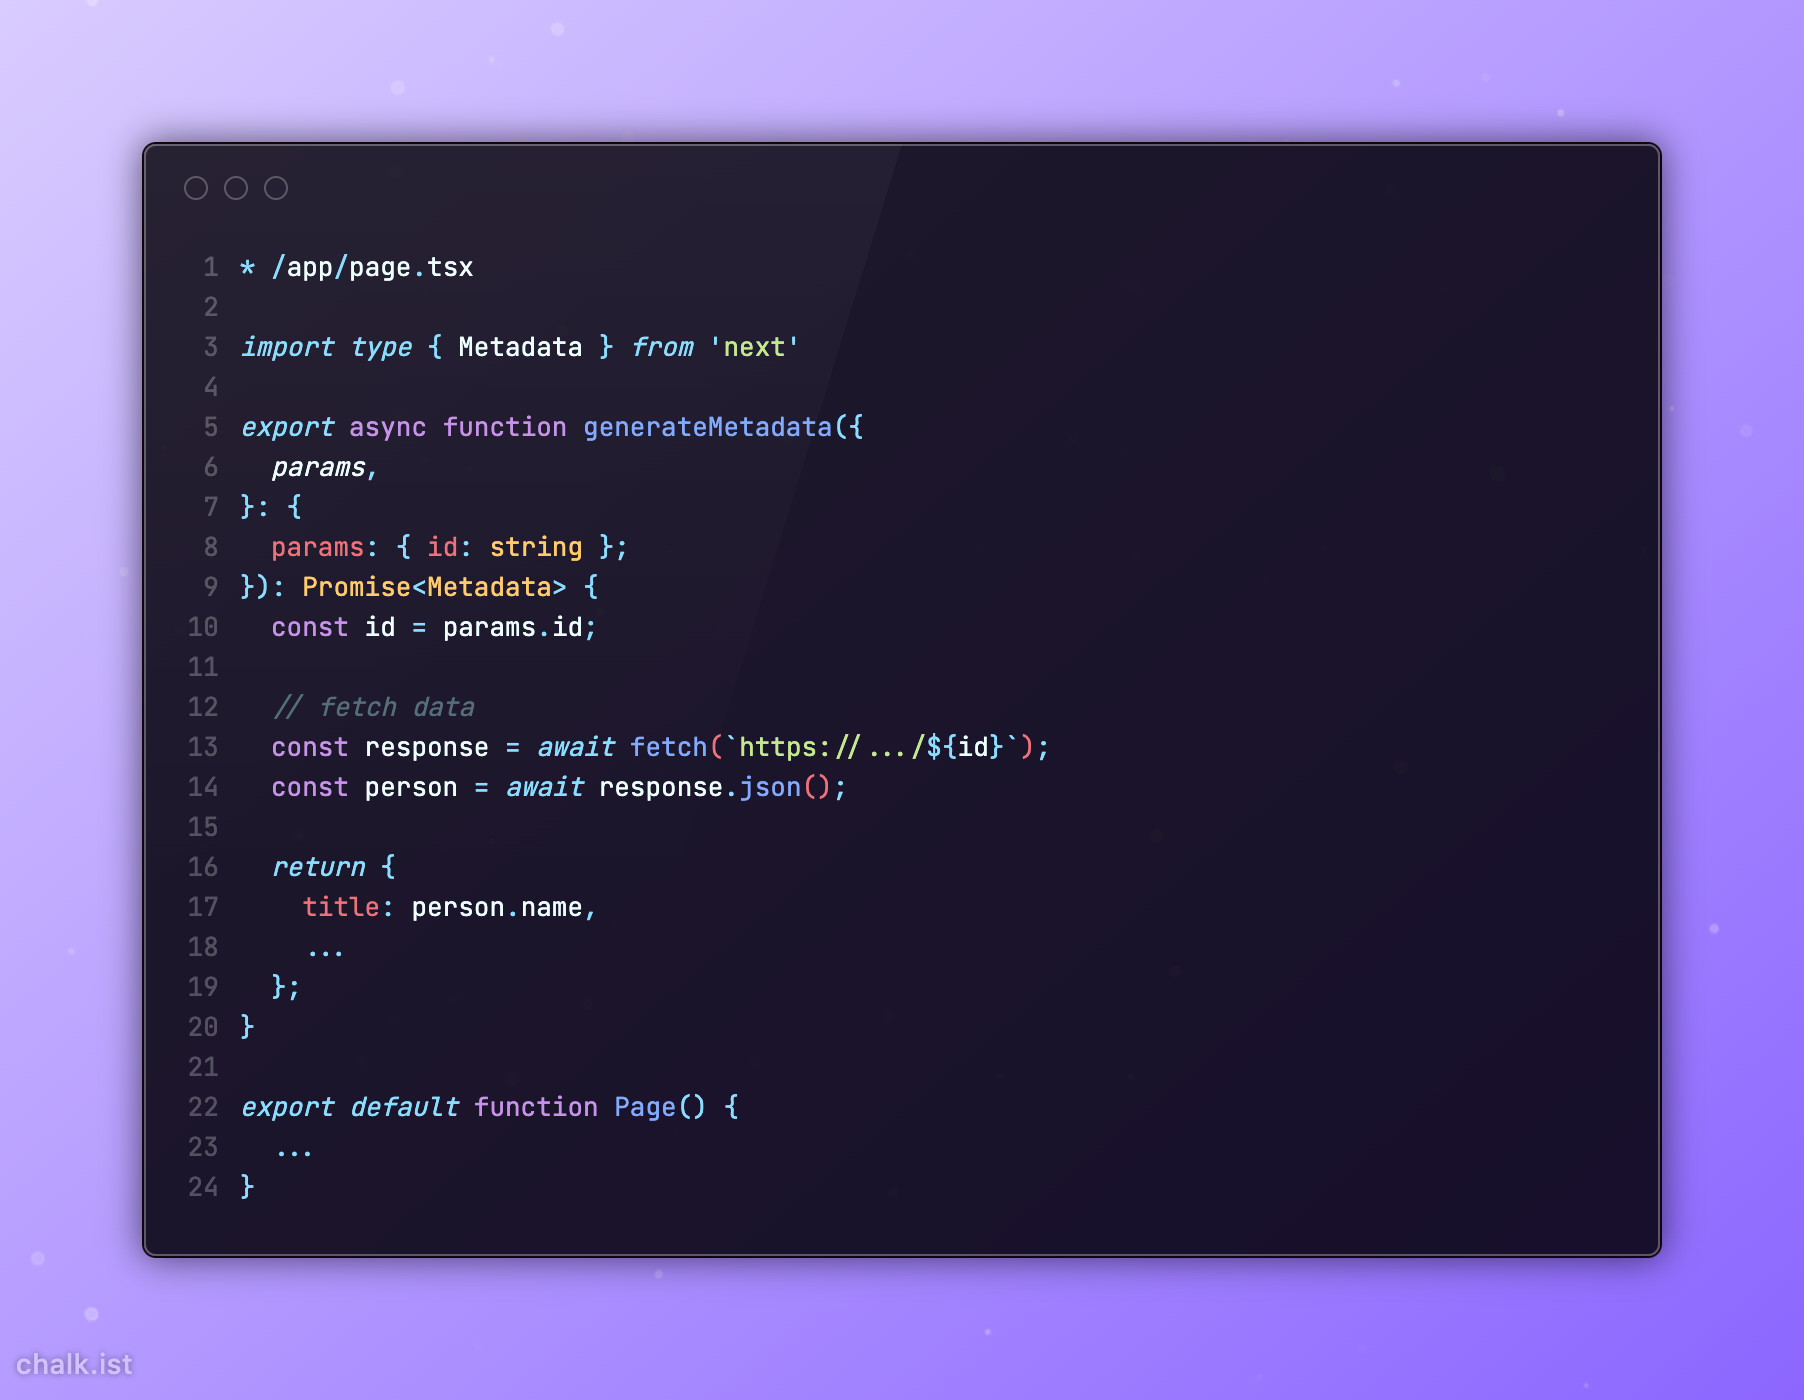 1 * /app/page.tsx
2
3 import type { Metadata } from 'next'
4
5 export async function generateMetadata({
6   params,
7 }: {
8   params: { id: string };
9 }): Promise<Metadata> {
10   const id = params.id;
11
12   // fetch data
13   const response = await fetch(`https://.../${id}`);
14   const person = await response.json();
15
16   return {
17     title: person.name,
18     ...
19   };
20 }
21
22 export default function Page() {
23   ...
24 }
chalk.ist